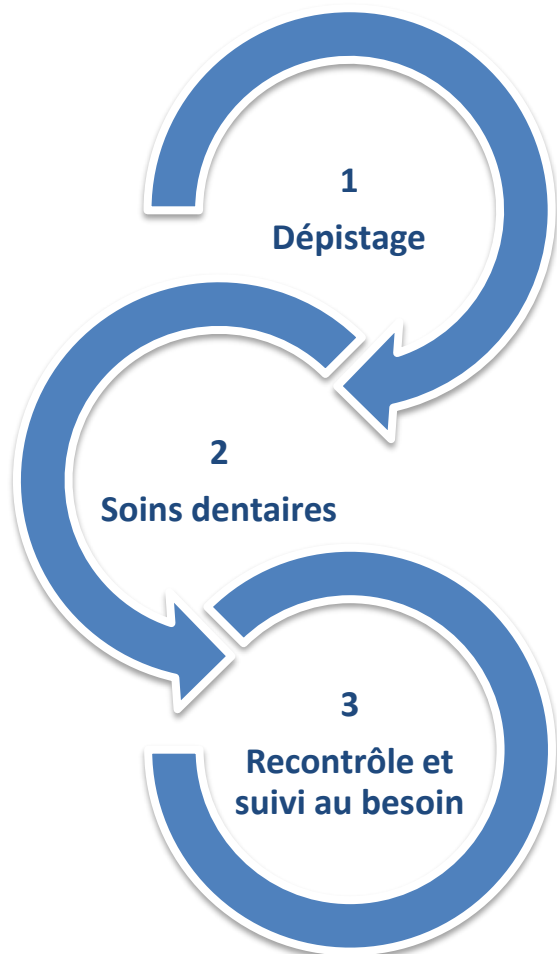 1
Dépistage
2
Soins dentaires
3
Recontrôle et
suivi au besoin